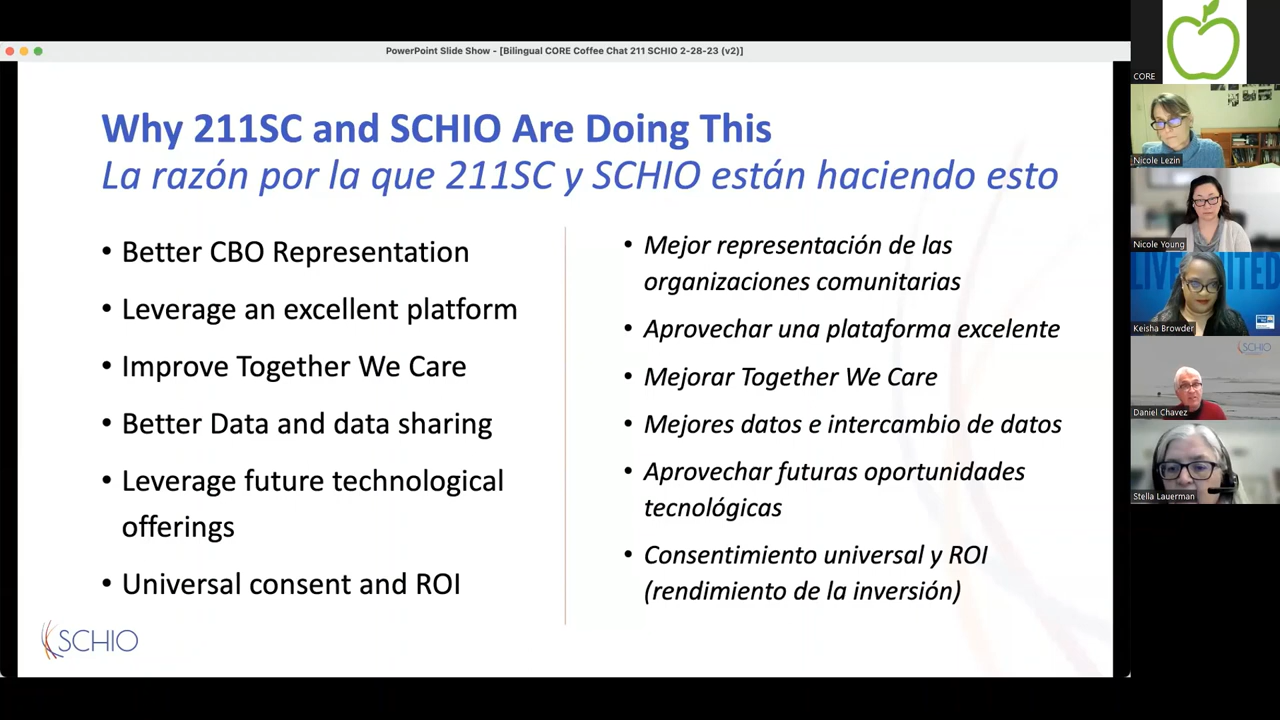 PowerPoint Slide Show - [Bilingual CORE Coffee Chat 211 SCHIO 2-28-23 (v2)]
Why 211SC and SCHIO Are Doing This
La razón por la que 211SC y SCHIO están haciendo esto
• Better CBO Representation
• Leverage an excellent platform
• Improve Together We Care
• Better Data and data sharing
• Leverage future technological
offerings
• Universal consent and ROI
• Mejor representación de las
organizaciones comunitarias
• Aprovechar una plataforma excelente
• Mejorar Together We Care
• Mejores datos e intercambio de datos
• Aprovechar futuras oportunidades
tecnológicas
• Consentimiento universal y ROI
(rendimiento de la inversión)
SCHIO
CORE
Nicole Lezin
Nicole Young
Keisha Browder
SCHIO
Daniel Chavez
Stella Lauerman